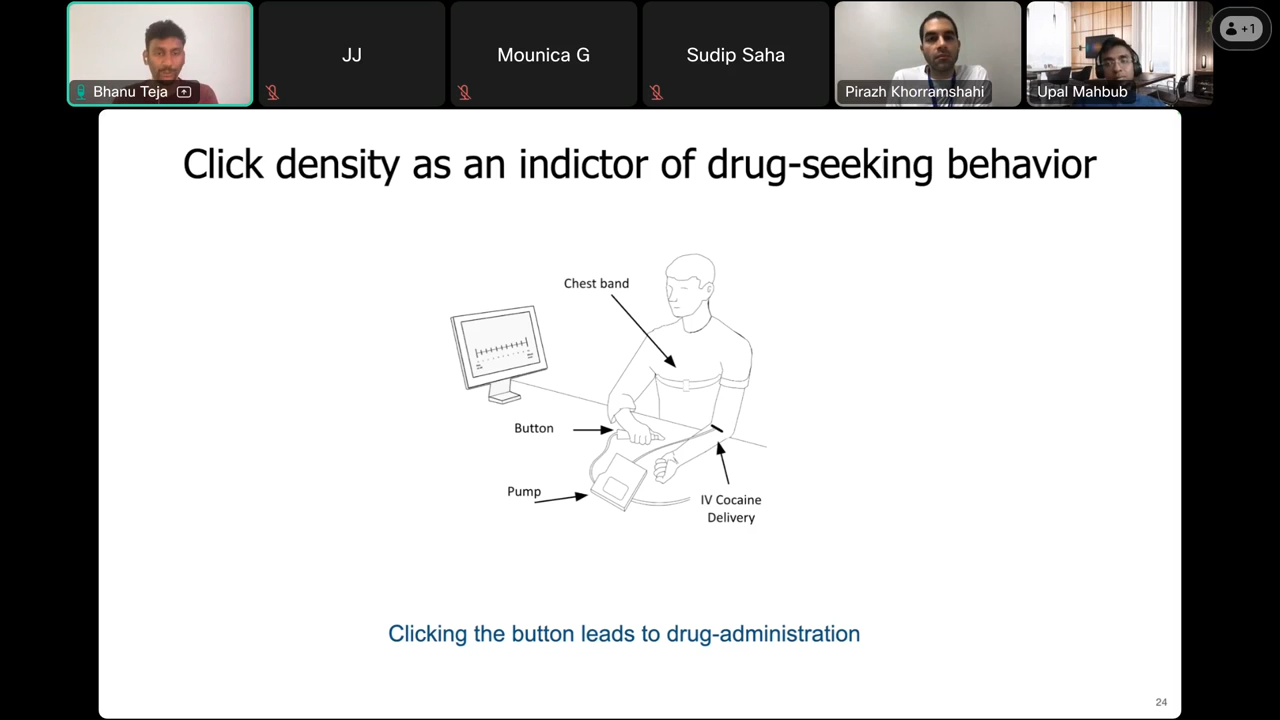 JJ
Mounica G
Sudip Saha
Bhanu Teja
Pirazh Khorramshahi
Upal Mahbub
+1
Click density as an indictor of drug-seeking behavior
Chest band
Button
Pump
IV Cocaine
Delivery
Clicking the button leads to drug-administration
24